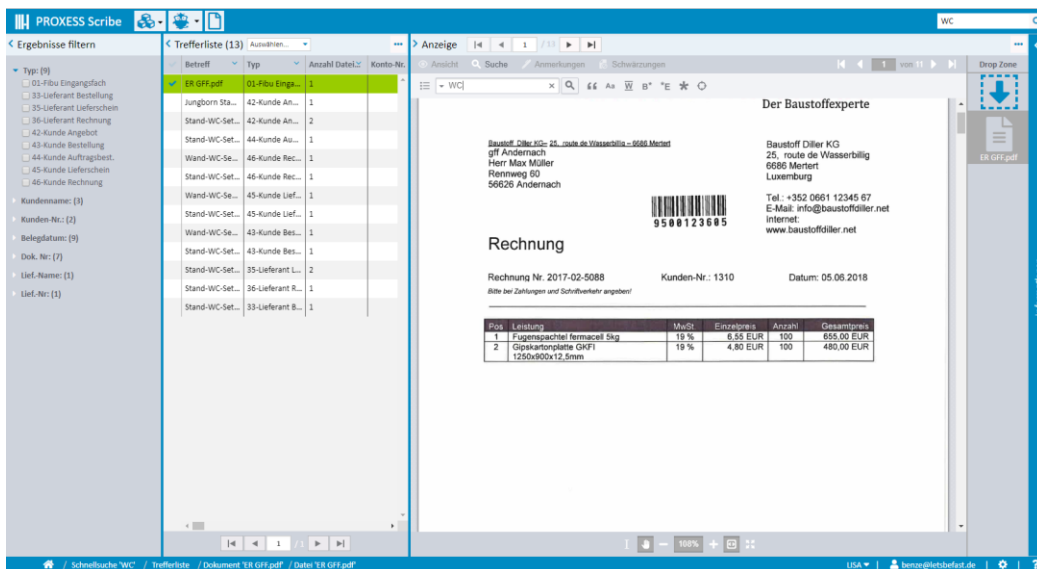 PROXESS Scribe
WC
Ergebnisse filtern
Typ: (9)
01-Fibu Eingangsfach
33-Lieferant Bestellung
35-Lieferant Lieferschein
36-Lieferant Rechnung
42-Kunde Angebot
43-Kunde Bestellung
44-Kunde Auftragsbest.
45-Kunde Lieferschein
46-Kunde Rechnung
Kundenname: (3)
Kunden-Nr.: (2)
Belegdatum: (9)
Dok. Nr: (7)
Lief.-Name: (1)
Lief.-Nr: (1)
Trefferliste (13) Auswählen...
Betreff Typ Anzahl Datei... Konto-Nr.
ER GFF.pdf 01-Fibu Einga... 1
Jungborn Sta... 42-Kunde An... 1
Stand-WC-Set... 42-Kunde An... 2
Stand-WC-Set... 44-Kunde Au... 1
Wand-WC-Se... 46-Kunde Rec... 1
Stand-WC-Set... 46-Kunde Rec... 1
Wand-WC-Se... 45-Kunde Lief... 1
Stand-WC-Set... 45-Kunde Lief... 1
Wand-WC-Se... 43-Kunde Bes... 1
Stand-WC-Set... 43-Kunde Bes... 1
Stand-WC-Set... 35-Lieferant L... 2
Stand-WC-Set... 36-Lieferant R... 1
Stand-WC-Set... 33-Lieferant B... 1
1 / 1
Anzeige 1 / 13
Ansicht Suche Anmerkungen Schwärzungen 1 von 11
WC
Der Baustoffexperte
Baustoff Diller KG– 25, route de Wasserbillig – 6686 Mertert
gff Andernach
Herr Max Müller
Rennweg 60
56626 Andernach
Baustoff Diller KG
25, route de Wasserbillig
6686 Mertert
Luxemburg
Tel.: +352 0661 12345 67
E-Mail: info@baustoffdiller.net
Internet:
www.baustoffdiller.net
9500123605
Rechnung
Rechnung Nr. 2017-02-5088 Kunden-Nr.: 1310 Datum: 05.06.2018
Bitte bei Zahlungen und Schriftverkehr angeben!
Pos Leistung MwSt. Einzelpreis Anzahl Gesamtpreis
1 Fugenspachtel fermacell 5kg 19 % 6,55 EUR 100 655,00 EUR
2 Gipskartonplatte GKFI 19 % 4,80 EUR 100 480,00 EUR
1250x900x12,5mm
108%
Drop Zone
ER GFF.pdf
/ Schnellsuche 'WC' / Trefferliste / Dokument 'ER GFF.pdf' / Datei 'ER GFF.pdf'
USA benze@letsbefast.de